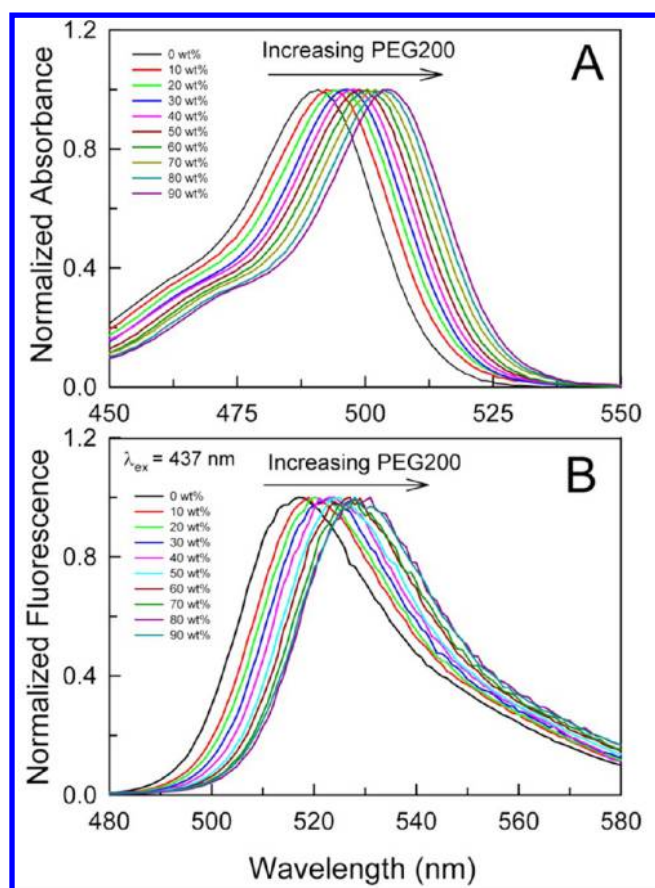 1.2
Increasing PEG200
A
0 wt%
10 wt%
20 wt%
30 wt%
40 wt%
50 wt%
60 wt%
70 wt%
80 wt%
90 wt%
0.8
0.4
0.0
Normalized Absorbance
450 475 500 525 550
1.2
λex = 437 nm
Increasing PEG200
B
0 wt%
10 wt%
20 wt%
30 wt%
40 wt%
50 wt%
60 wt%
70 wt%
80 wt%
90 wt%
0.8
0.4
0.0
Normalized Fluorescence
480 500 520 540 560 580
Wavelength (nm)